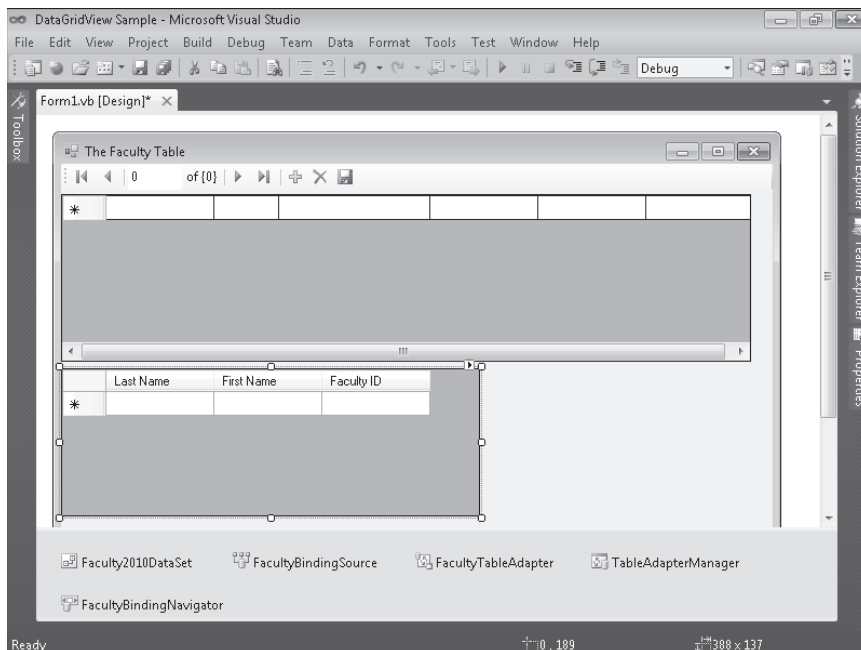 DataGridView Sample - Microsoft Visual Studio
File Edit View Project Build Debug Team Data Format Tools Test Window Help
Debug
Toolbox
Form1.vb [Design]*
Solution Explorer
Team Explorer
Properties
The Faculty Table
0 of {0}
Last Name First Name Faculty ID
Faculty2010DataSet FacultyBindingSource FacultyTableAdapter TableAdapterManager
FacultyBindingNavigator
Ready 0 , 189 388 x 137